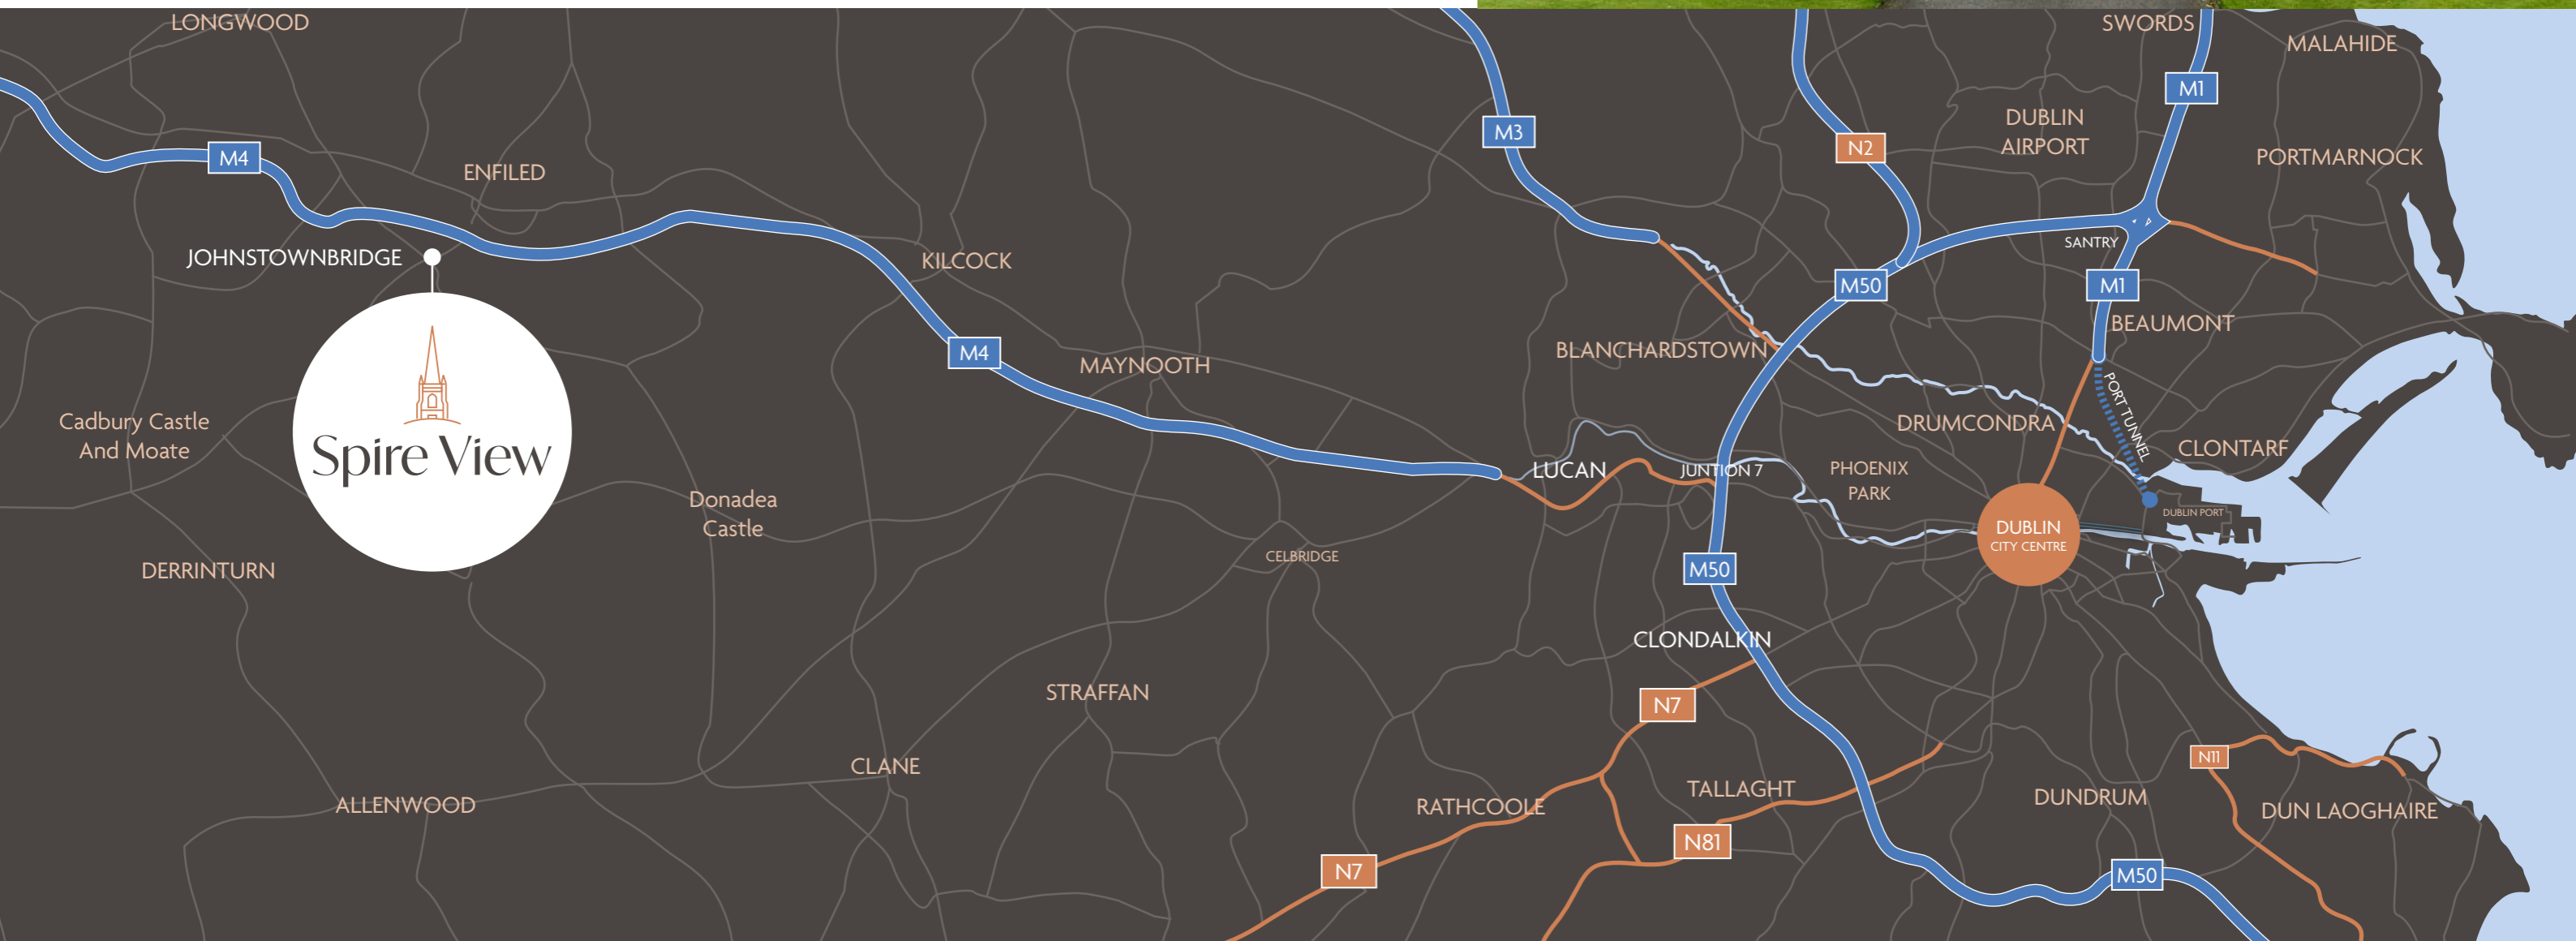 LONGWOOD
SWORDS
MALAHIDE
M1
DUBLIN
AIRPORT
M3
N2
M4
PORTMARNOCK
ENFILED
SANTRY
JOHNSTOWNBRIDGE
KILCOCK
M50
M1
BEAUMONT
BLANCHARDSTOWN
M4
MAYNOOTH
PORT TUNNEL
Cadbury Castle
And Moate
Spire View
DRUMCONDRA
CLONTARF
LUCAN
JUNTION 7
PHOENIX
PARK
Donadea
Castle
DUBLIN PORT
DUBLIN
CITY CENTRE
CELBRIDGE
DERRINTURN
M50
CLONDALKIN
STRAFFAN
N7
N11
CLANE
TALLAGHT
DUNDRUM
ALLENWOOD
RATHCOOLE
DUN LAOGHAIRE
N81
N7
M50